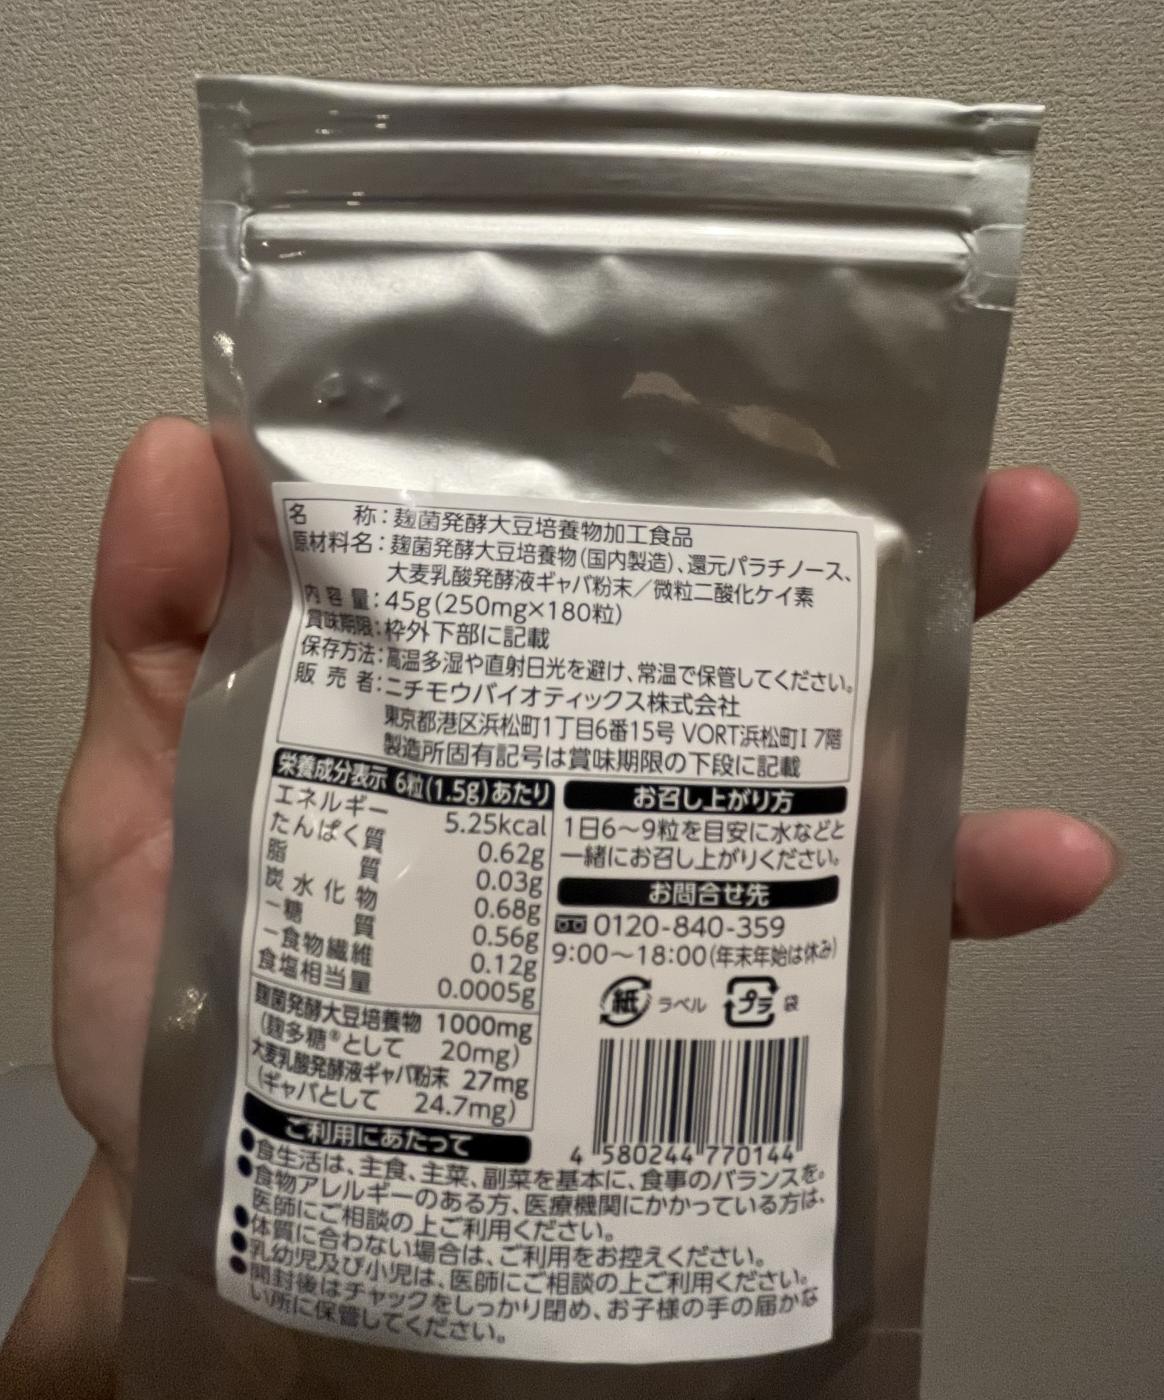 名称：麹菌発酵大豆培養物加工食品
原材料名：麹菌発酵大豆培養物(国内製造)、還元パラチノース、
大麦乳酸発酵液ギャバ粉末／微粒二酸化ケイ素
内容量：45g(250mg×180粒)
賞味期限：枠外下部に記載
保存方法：高温多湿や直射日光を避け、常温で保管してください。
販売者：ニチモウバイオティックス株式会社
東京都港区浜松町1丁目6番15号 VORT浜松町I 7階
製造所固有記号は賞味期限の下段に記載
栄養成分表示 6粒(1.5g)あたり
エネルギー 5.25kcal
たんぱく質 0.62g
脂質 0.03g
炭水化物 0.68g
－糖質 0.56g
－食物繊維 0.12g
食塩相当量 0.0005g
麹菌発酵大豆培養物 1000mg
(麹多糖®として 20mg)
大麦乳酸発酵液ギャバ粉末 27mg
(ギャバとして 24.7mg)
お召し上がり方
1日6～9粒を目安に水などと
一緒にお召し上がりください。
お問合せ先
0120-840-359
9:00～18:00(年末年始は休み)
紙 ラベル プラ 袋
4 580244 770144
ご利用にあたって
●食生活は、主食、主菜、副菜を基本に、食事のバランスを。
●食物アレルギーのある方、医療機関にかかっている方は、
医師にご相談の上ご利用ください。
●体質に合わない場合は、ご利用をお控えください。
●乳幼児及び小児は、医師にご相談の上ご利用ください。
●開封後はチャックをしっかり閉め、お子様の手の届かな
い所に保管してください。